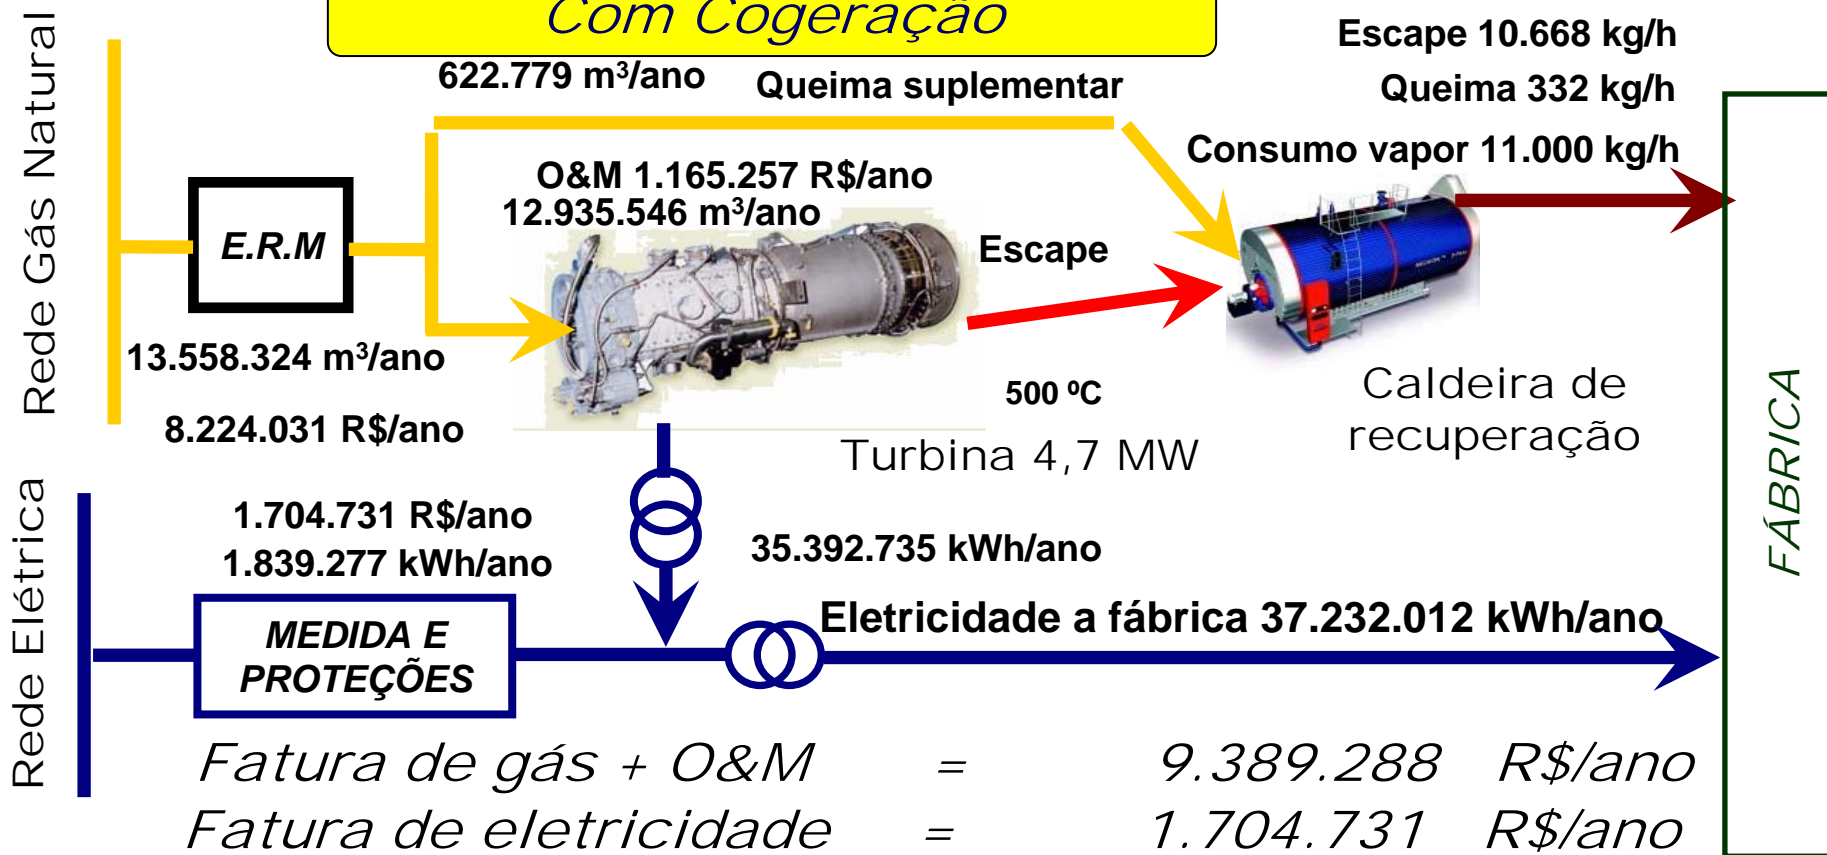 Com Cogeração
Rede Gás Natural
622.779 m³/ano
Queima suplementar
Escape 10.668 kg/h
Queima 332 kg/h
Consumo vapor 11.000 kg/h
E.R.M
O&M 1.165.257 R$/ano
12.935.546 m³/ano
Escape
13.558.324 m³/ano
8.224.031 R$/ano
500 ºC
Turbina 4,7 MW
Caldeira de
recuperação
FÁBRICA
Rede Elétrica
1.704.731 R$/ano
1.839.277 kWh/ano
35.392.735 kWh/ano
MEDIDA E
PROTEÇÕES
Eletricidade a fábrica 37.232.012 kWh/ano
Fatura de gás + O&M = 9.389.288 R$/ano
Fatura de eletricidade = 1.704.731 R$/ano